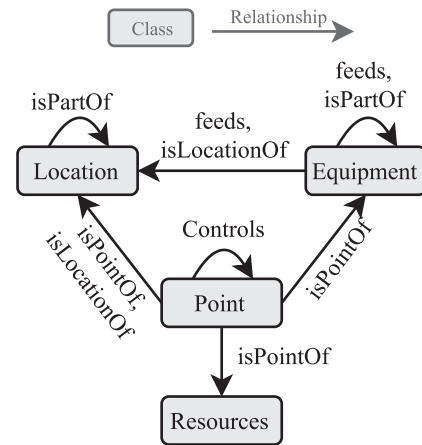 Class
Relationship
isPartOf
feeds,
isPartOf
feeds,
isLocationOf
Location
Equipment
isPointOf,
isLocationOf
Controls
isPointOf
Point
isPointOf
Resources